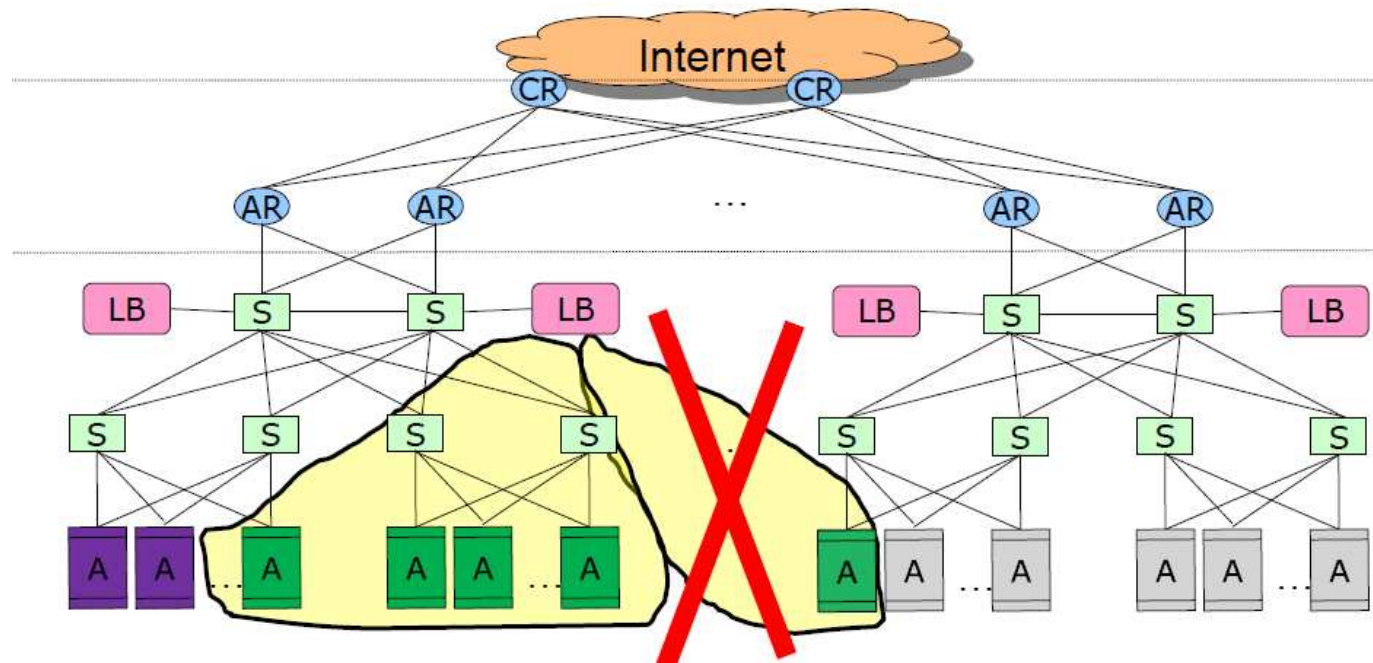 Internet
CR CR
AR AR ... AR AR
LB S S LB LB S S LB
S S S S S S S S
A A ... A A A ... A A A ... A A A ... A